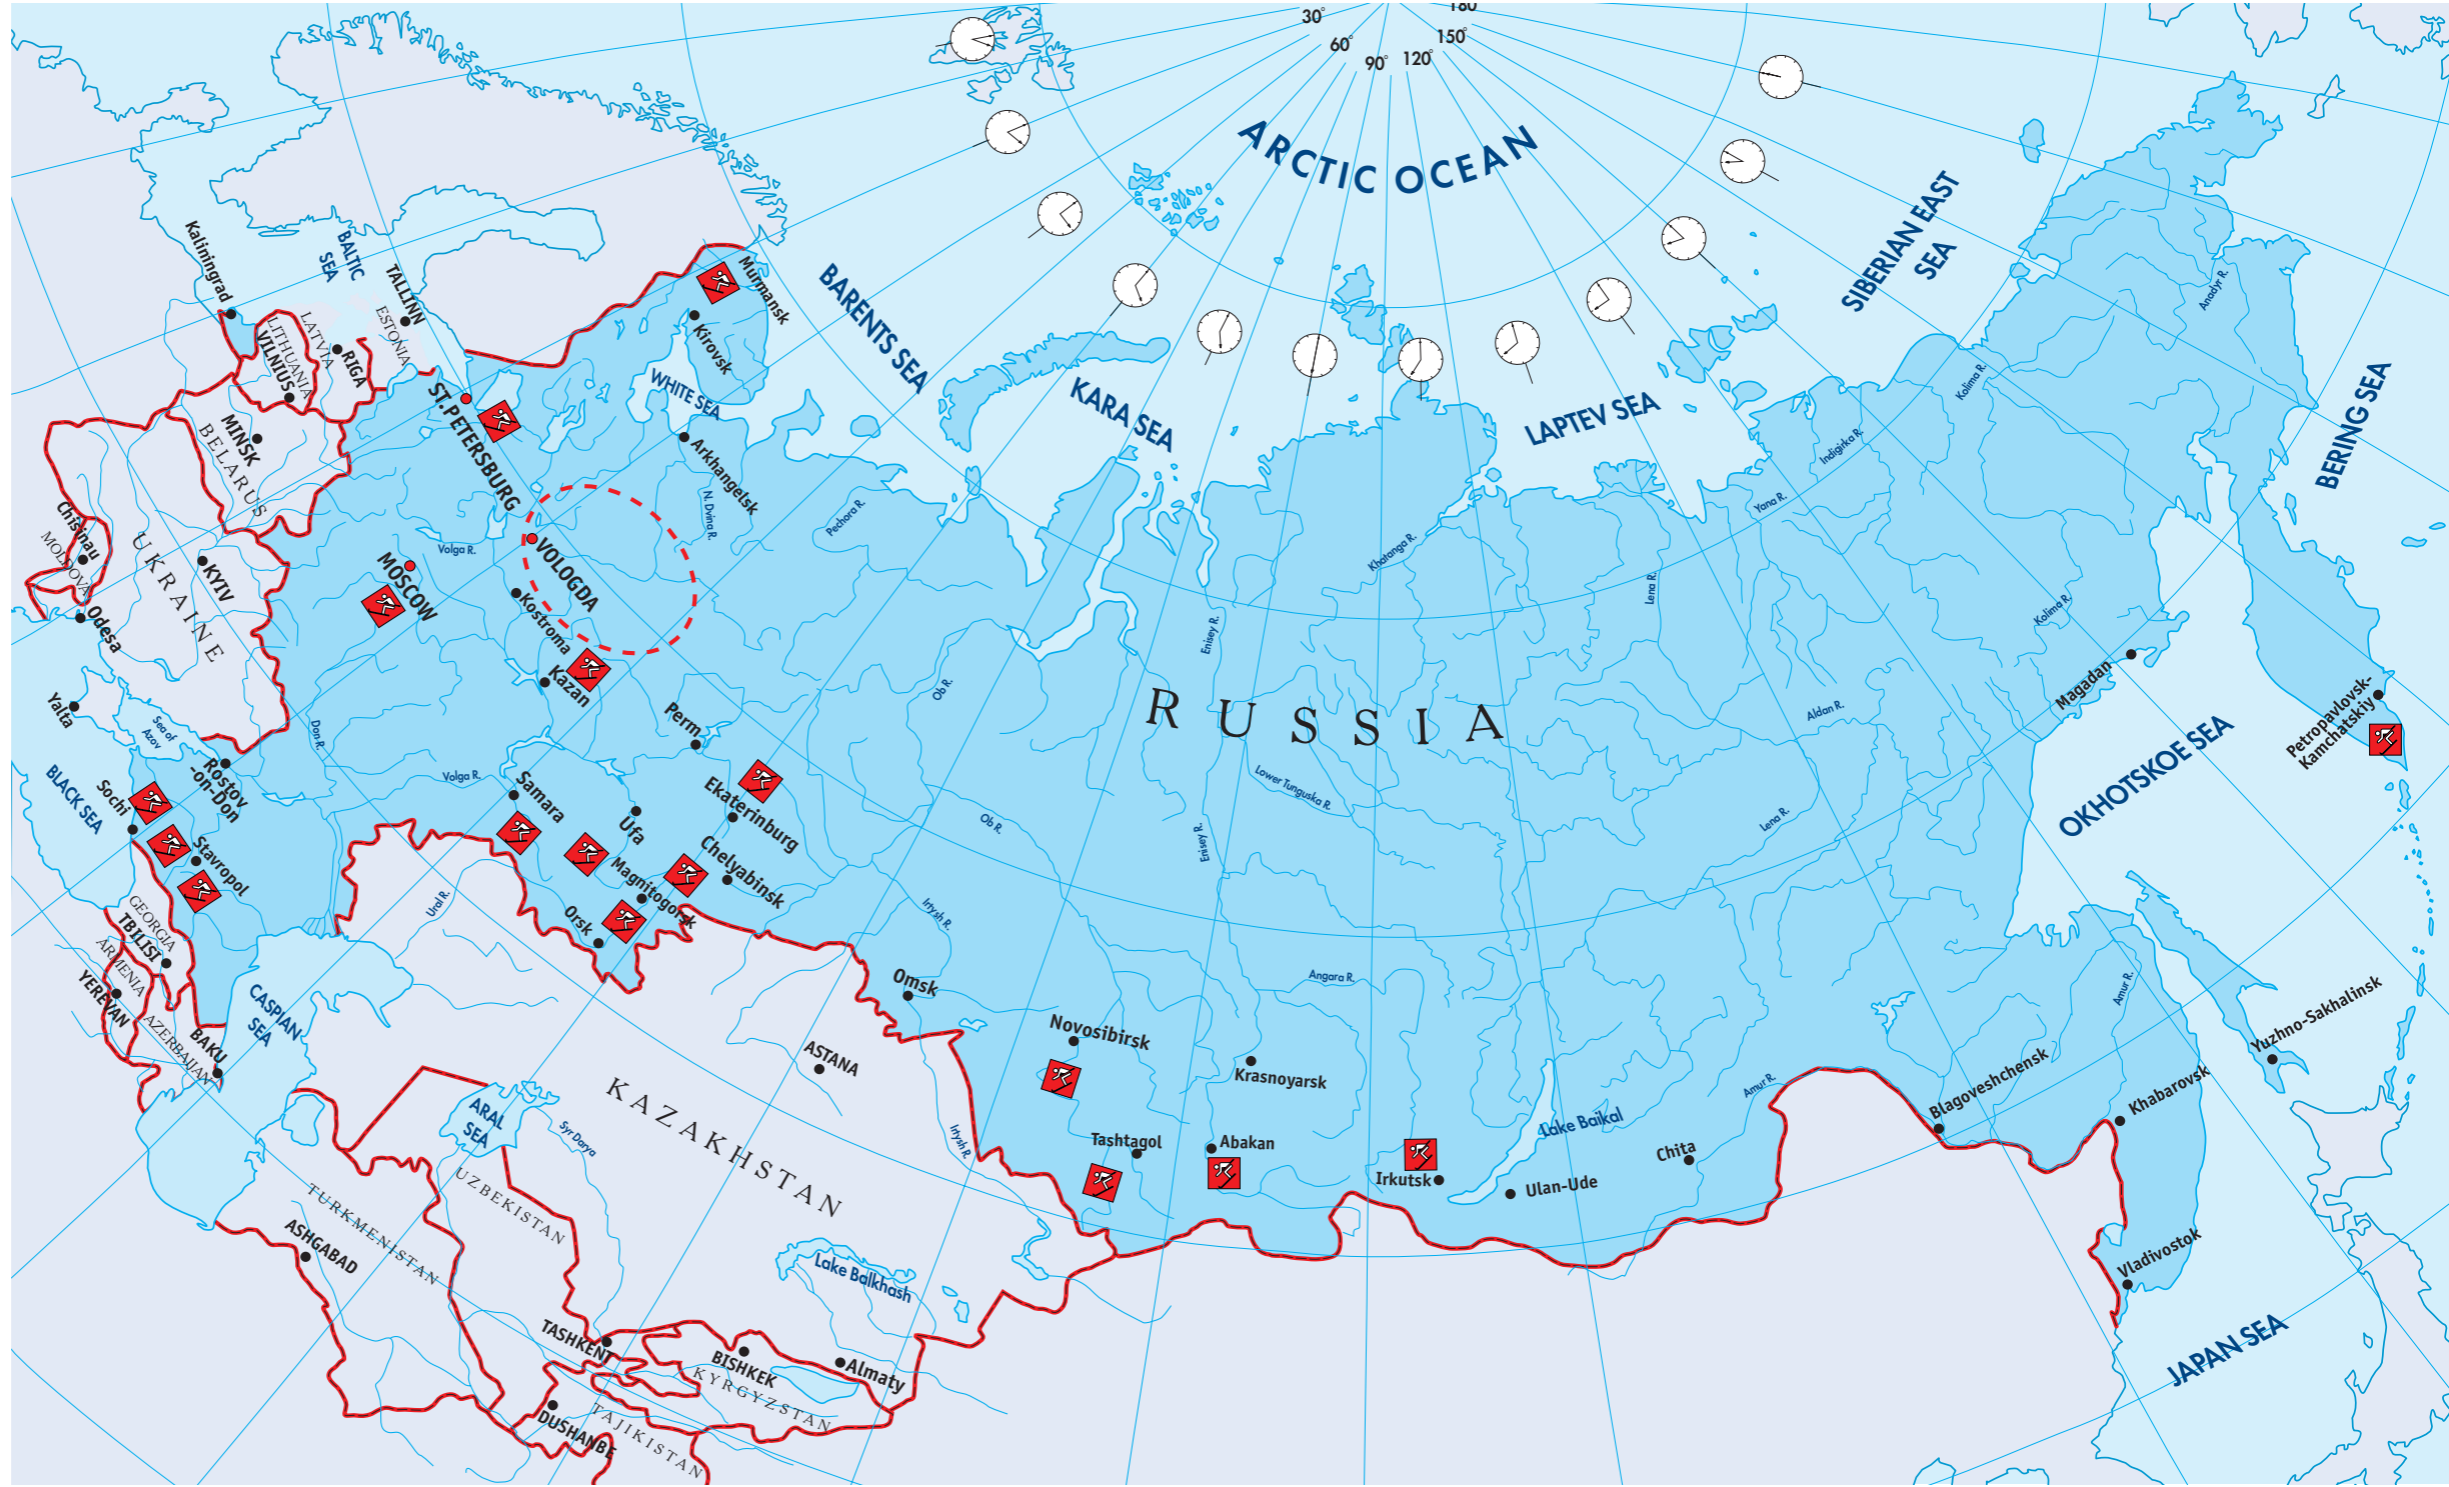 30°
60°
90°
120°
150°
180
ARCTIC OCEAN
BARENTS SEA
KARA SEA
LAPTEV SEA
SIBERIAN EAST
SEA
BERING SEA
WHITE SEA
BALTIC
SEA
Kaliningrad
TALLINN
ESTONIA
LATVIA
RIGA
LITHUANIA
VILNIUS
MINSK
BELARUS
Murmansk
Kirovsk
ST.PETERSBURG
Arkhangelsk
N. Dvina R.
Pechora R.
VOLOGDA
Volga R.
MOSCOW
Kostroma
Kazan
Perm
Chisinau
MOLDOVA
UKRAINE
KYIV
Odesa
Yalta
Sea of
Azov
Don R.
BLACK SEA
Sochi
Rostov
-on-Don
Stavropol
Volga R.
Samara
Ufa
Ekaterinburg
Chelyabinsk
Magnitogorsk
Orsk
Ural R.
GEORGIA
TBILISI
ARMENIA
YEREVAN
AZERBAIJAN
BAKU
CASPIAN
SEA
RUSSIA
Ob R.
Ob R.
Enisey R.
Enisey R.
Lower Tunguska R.
Khatanga R.
Lena R.
Lena R.
Yana R.
Indigirka R.
Kolima R.
Kolima R.
Anadyr R.
Aldan R.
Magadan
Petropavlovsk-
Kamchatskiy
OKHOTSKOE SEA
Irtysh R.
Irtysh R.
Omsk
Novosibirsk
Krasnoyarsk
Angara R.
Tashtagol
Abakan
Irkutsk
Lake Baikal
Ulan-Ude
Chita
Amur R.
Amur R.
Blagoveshchensk
Khabarovsk
Yuzhno-Sakhalinsk
Vladivostok
JAPAN SEA
ASTANA
KAZAKHSTAN
ARAL
SEA
Syr Darya
UZBEKISTAN
TURKMENISTAN
ASHGABAD
Lake Balkhash
TASHKENT
BISHKEK
Almaty
KYRGYZSTAN
DUSHANBE
TAJIKISTAN